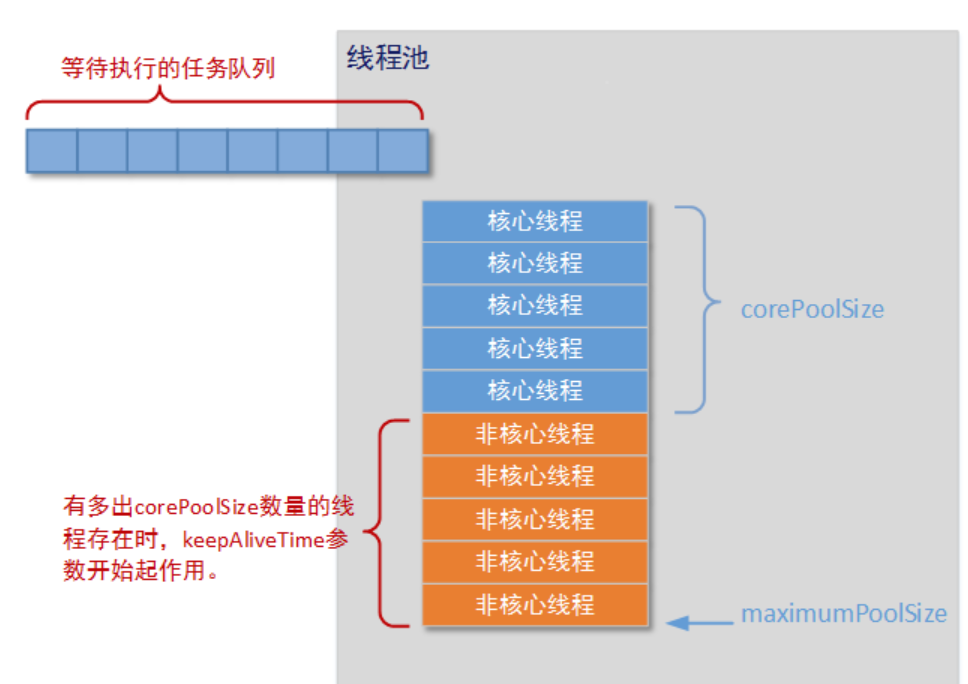 线程池
等待执行的任务队列
核心线程
核心线程
核心线程
核心线程
核心线程
corePoolSize
非核心线程
非核心线程
非核心线程
非核心线程
非核心线程
有多出corePoolSize数量的线
程存在时，keepAliveTime参
数开始起作用。
maximumPoolSize